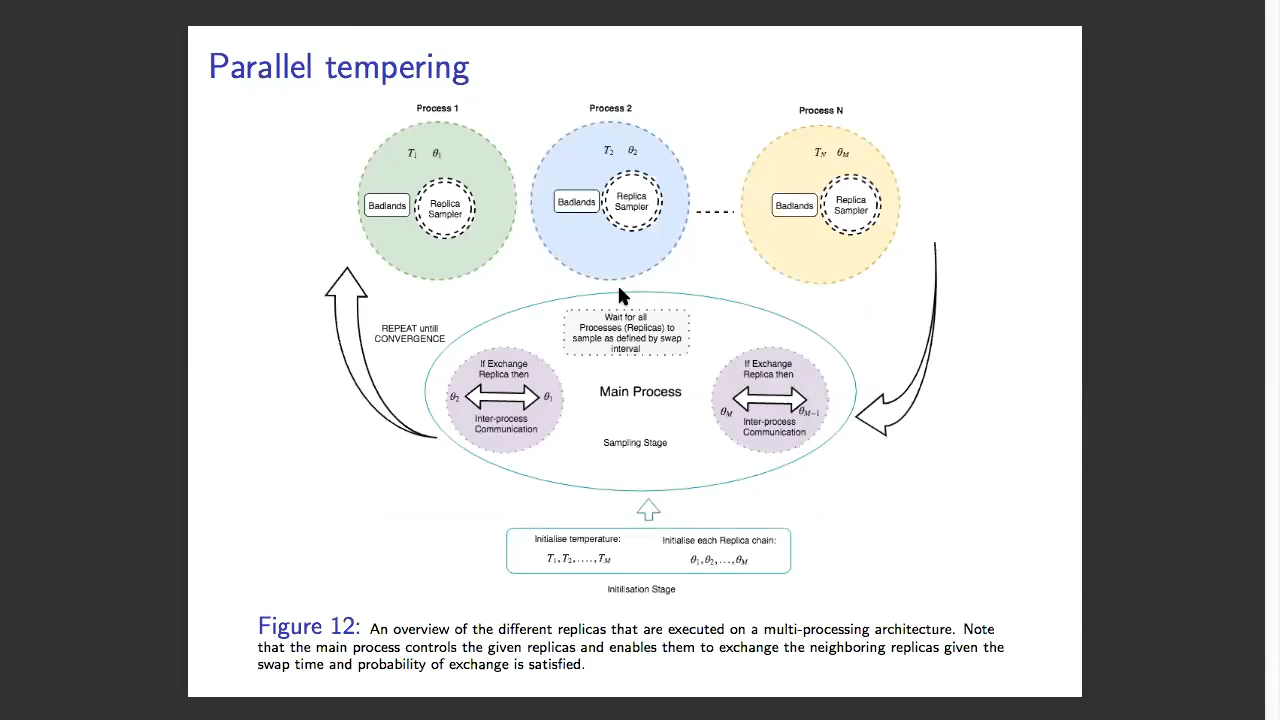 Parallel tempering
Process 1
Process 2
Process N
T₁ θ₁
T₂ θ₂
T_N θ_M
Badlands
Replica
Sampler
Badlands
Replica
Sampler
Badlands
Replica
Sampler
REPEAT untill
CONVERGENCE
Wait for all
Processes (Replicas) to
sample as defined by swap
interval
If Exchange
Replica then
θ₂ θ₁
Inter-process
Communication
Main Process
If Exchange
Replica then
θ_M θ_{M−1}
Inter-process
Communication
Sampling Stage
Initialise temperature:
T₁, T₂, . . . . , T_M
Initialise each Replica chain:
θ₁, θ₂, . . . , θ_M
Initilisation Stage
Figure 12: An overview of the different replicas that are executed on a multi-processing architecture. Note
that the main process controls the given replicas and enables them to exchange the neighboring replicas given the
swap time and probability of exchange is satisfied.